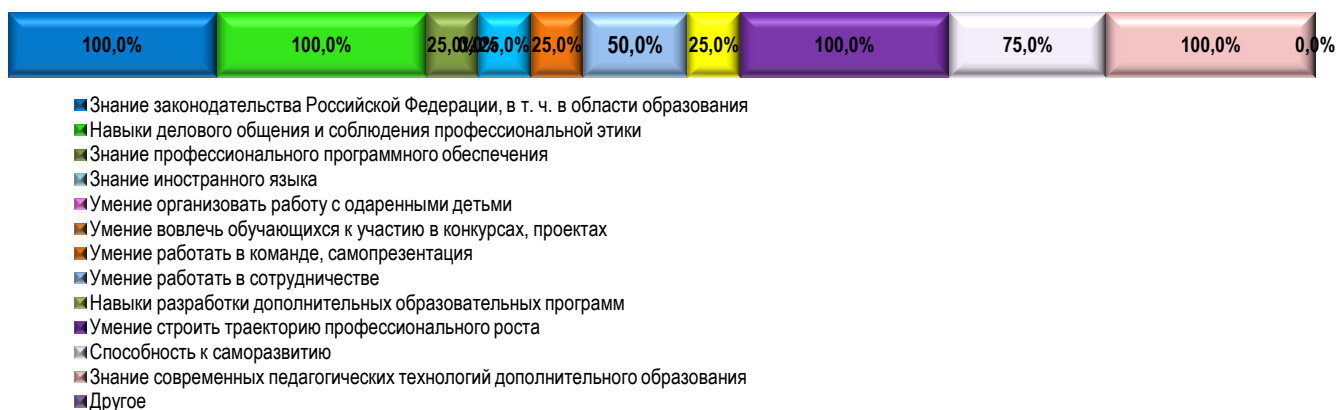 100,0% 100,0% 25,0% 0,0% 25,0% 25,0% 50,0% 25,0% 100,0% 75,0% 100,0% 0,0%
Знание законодательства Российской Федерации, в т. ч. в области образования
Навыки делового общения и соблюдения профессиональной этики
Знание профессионального программного обеспечения
Знание иностранного языка
Умение организовать работу с одаренными детьми
Умение вовлечь обучающихся к участию в конкурсах, проектах
Умение работать в команде, самопрезентация
Умение работать в сотрудничестве
Навыки разработки дополнительных образовательных программ
Умение строить траекторию профессионального роста
Способность к саморазвитию
Знание современных педагогических технологий дополнительного образования
Другое